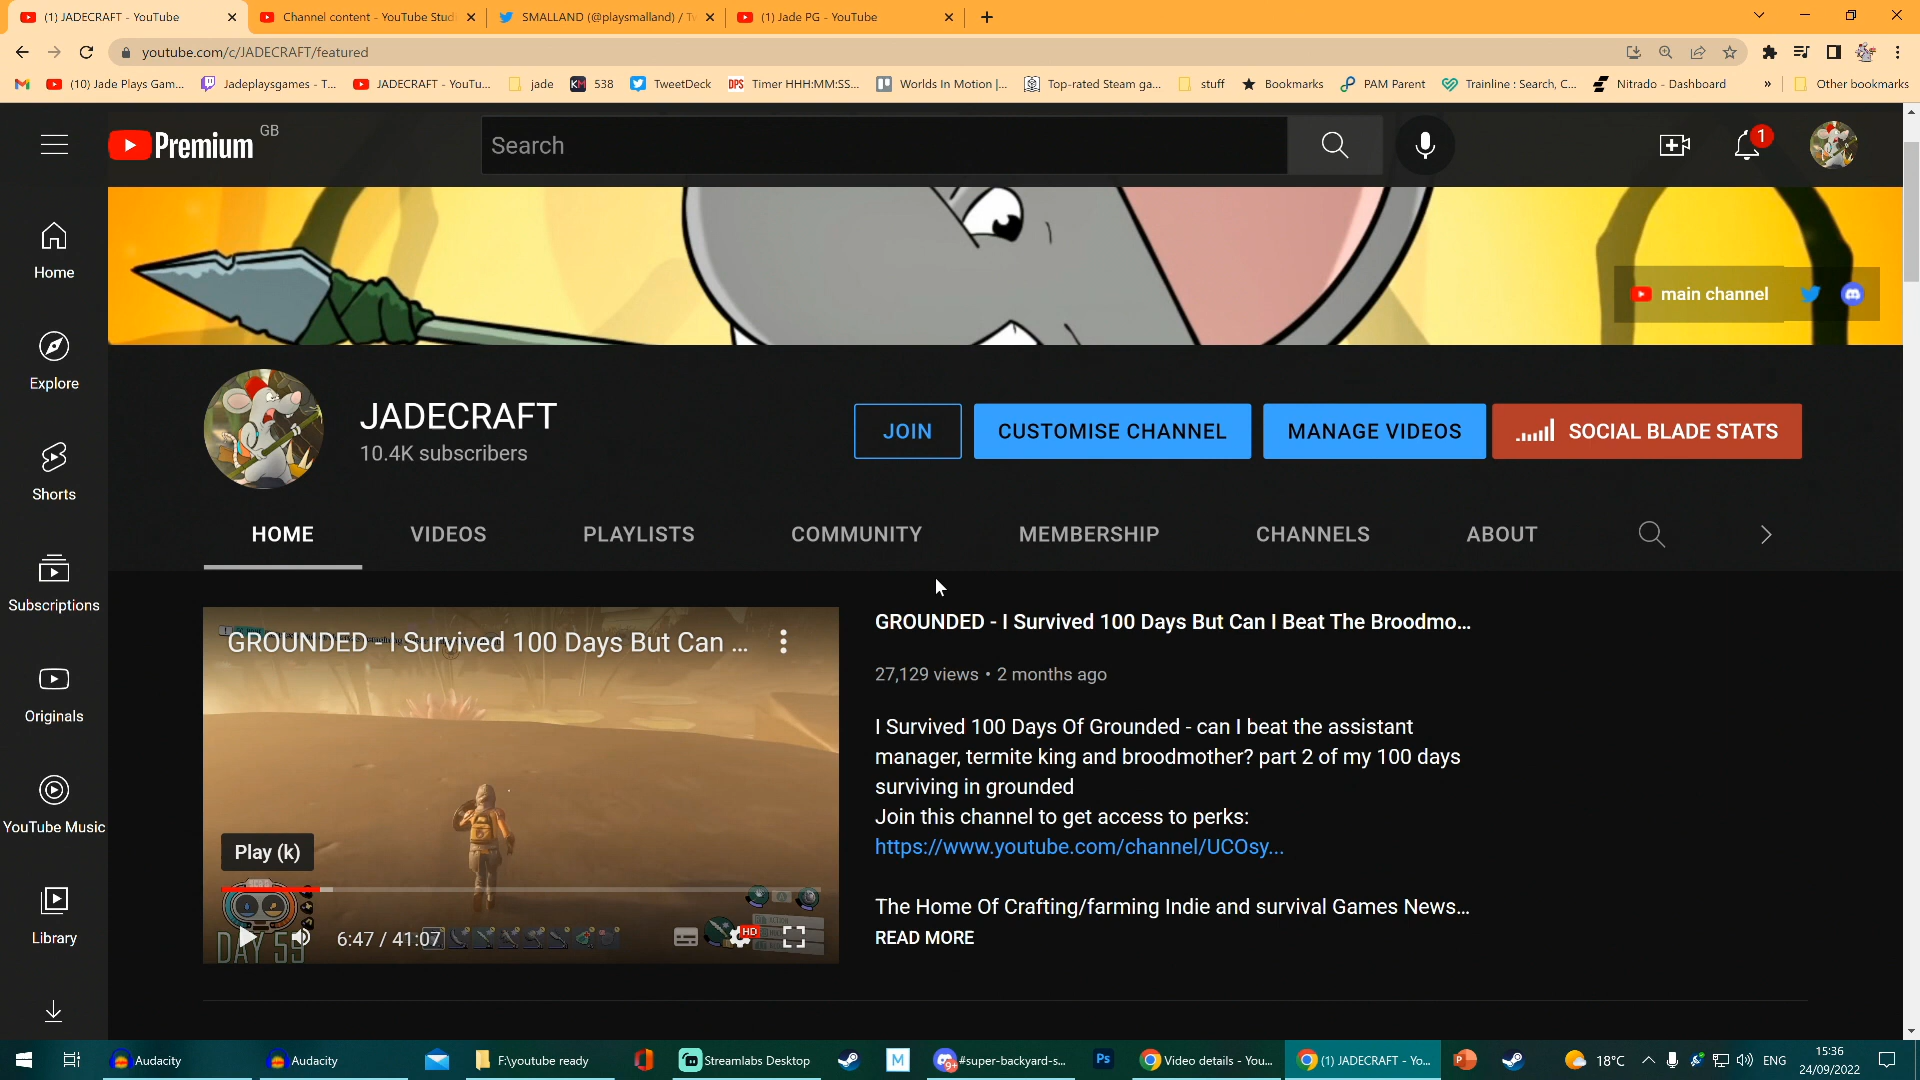 (1) JADECRAFT - YouTube
Channel content - YouTube Stud
SMALLAND (@playsmalland) / Tw
(1) Jade PG - YouTube
youtube.com/c/JADECRAFT/featured
(10) Jade Plays Gam...
Jadeplaysgames - T...
JADECRAFT - YouTu...
jade
538
TweetDeck
DPS Timer HHH:MM:SS...
Worlds In Motion |...
Top-rated Steam ga...
stuff
Bookmarks
PAM Parent
Trainline : Search, C...
Nitrado - Dashboard
»
Other bookmarks
Premium GB
Search
1
main channel
Home
Explore
Shorts
Subscriptions
Originals
YouTube Music
Library
JADECRAFT
10.4K subscribers
JOIN
CUSTOMISE CHANNEL
MANAGE VIDEOS
SOCIAL BLADE STATS
HOME
VIDEOS
PLAYLISTS
COMMUNITY
MEMBERSHIP
CHANNELS
ABOUT
GROUNDED - I Survived 100 Days But Can ...
Play (k)
DAY 59
6:47 / 41:07
HD
GROUNDED - I Survived 100 Days But Can I Beat The Broodmo...
27,129 views • 2 months ago
I Survived 100 Days Of Grounded - can I beat the assistant
manager, termite king and broodmother? part 2 of my 100 days
surviving in grounded
Join this channel to get access to perks:
https://www.youtube.com/channel/UCOsy...
The Home Of Crafting/farming Indie and survival Games News...
READ MORE
Audacity
Audacity
F:\youtube ready
Streamlabs Desktop
M
#super-backyard-s...
Ps
Video details - You...
(1) JADECRAFT - Yo...
18°C
ENG
15:36
24/09/2022